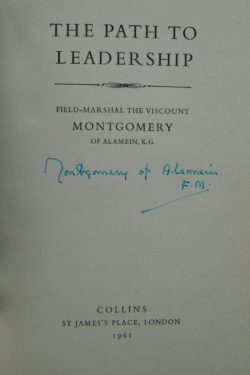 THE PATH TO
LEADERSHIP
FIELD-MARSHAL THE VISCOUNT
MONTGOMERY
OF ALAMEIN, K.G.
Montgomery of Alamein
F.M.
COLLINS
ST JAMES'S PLACE, LONDON
1961